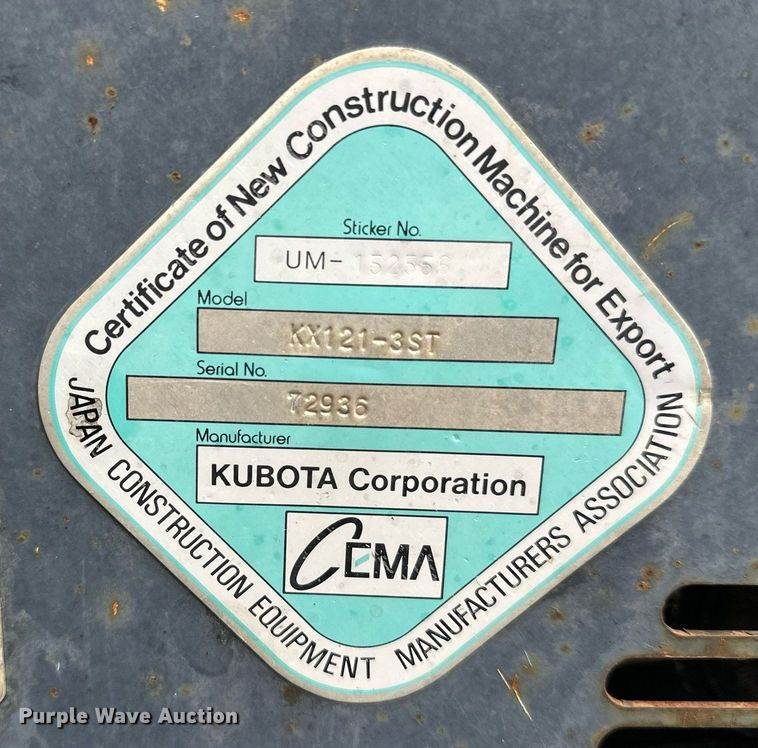 Certificate of New Construction Machine for Export
Sticker No.
UM-152556
Model
KX121-3ST
Serial No.
72936
Manufacturer
KUBOTA Corporation
CEMA
JAPAN CONSTRUCTION EQUIPMENT MANUFACTURERS ASSOCIATION
Purple Wave Auction